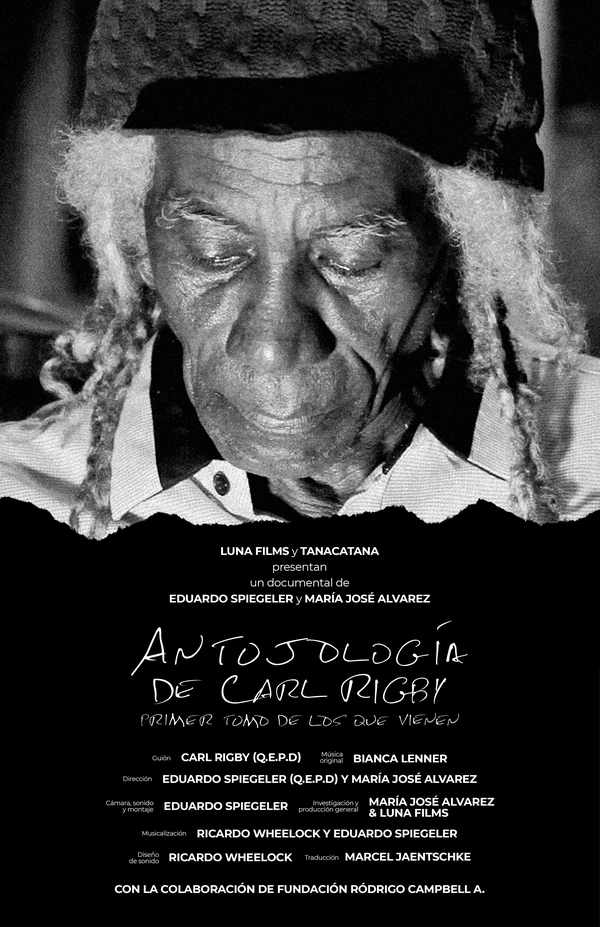 LUNA FILMS y TANACATANA
presentan
un documental de
EDUARDO SPIEGELER y MARÍA JOSÉ ALVAREZ
ANTOJOLOGÍA
DE CARL RIGBY
PRIMER TOMO DE LOS QUE VIENEN
Guión CARL RIGBY (Q.E.P.D) Música original BIANCA LENNER
Dirección EDUARDO SPIEGELER (Q.E.P.D) Y MARÍA JOSÉ ALVAREZ
Cámara, sonido y montaje EDUARDO SPIEGELER Investigación y producción general MARÍA JOSÉ ALVAREZ & LUNA FILMS
Musicalización RICARDO WHEELOCK Y EDUARDO SPIEGELER
Diseño de sonido RICARDO WHEELOCK Traducción MARCEL JAENTSCHKE
CON LA COLABORACIÓN DE FUNDACIÓN RÓDRIGO CAMPBELL A.